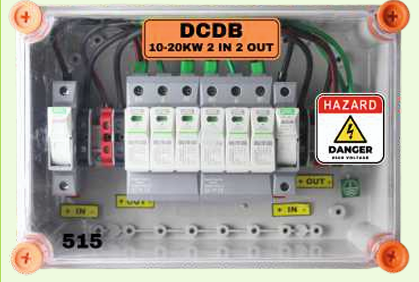 DCDB
10-20KW 2 IN 2 OUT
HAZARD
DANGER
HIGH VOLTAGE
+ OUT -
+ OUT -
+ IN -
+ IN -
515